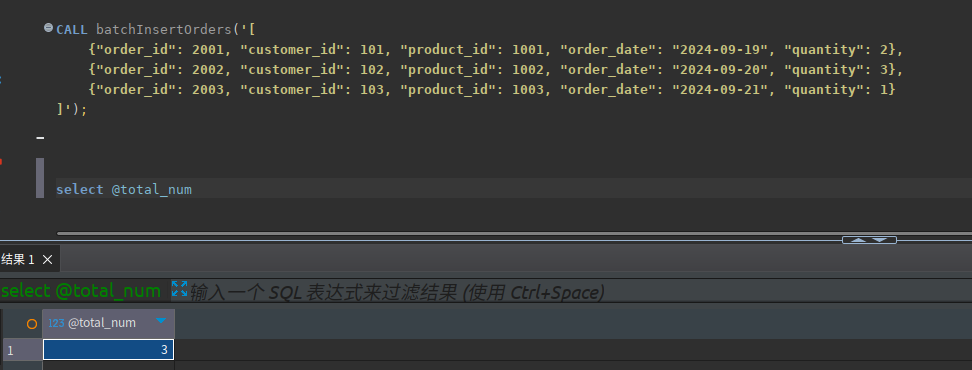 CALL batchInsertOrders('[
{"order_id": 2001, "customer_id": 101, "product_id": 1001, "order_date": "2024-09-19", "quantity": 2},
{"order_id": 2002, "customer_id": 102, "product_id": 1002, "order_date": "2024-09-20", "quantity": 3},
{"order_id": 2003, "customer_id": 103, "product_id": 1003, "order_date": "2024-09-21", "quantity": 1}
]');
select @total_num
结果 1
select @total_num 输入一个 SQL 表达式来过滤结果 (使用 Ctrl+Space)
123 @total_num
1 3